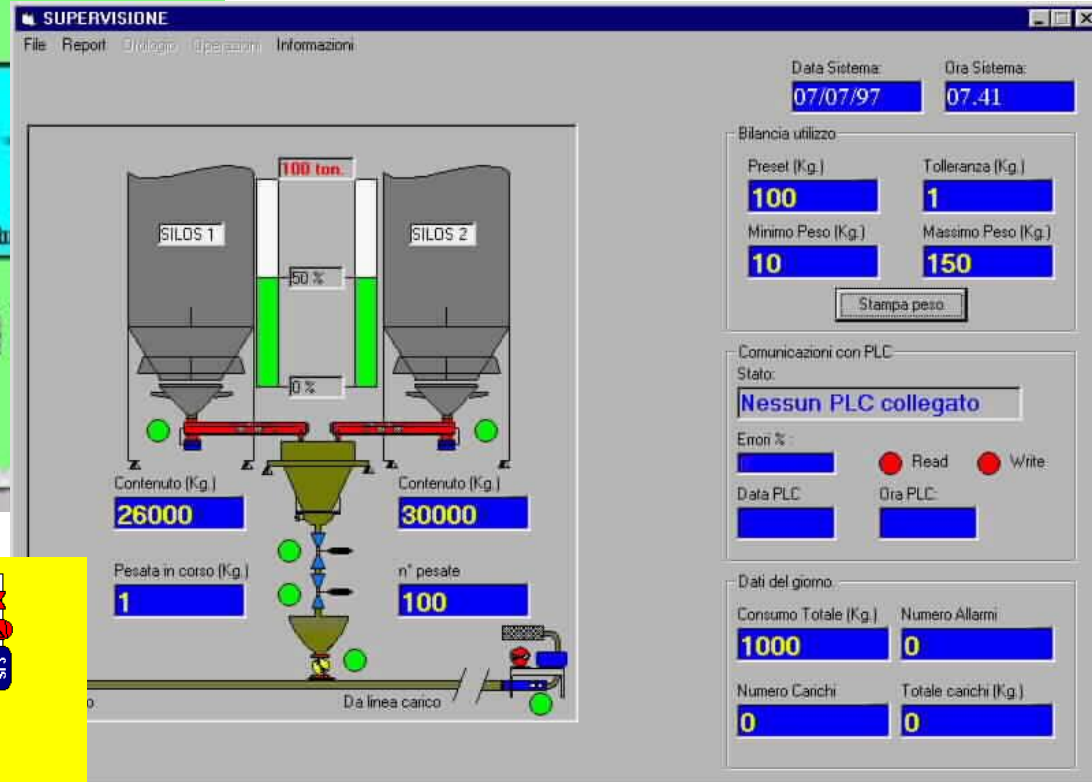 SUPERVISIONE
File Report Orologio Operazioni Informazioni
Data Sistema: Ora Sistema:
07/07/97 07.41
Bilancia utilizzo
Preset (Kg.) Tolleranza (Kg.)
100 1
Minimo Peso (Kg.) Massimo Peso (Kg.)
10 150
Stampa peso
Comunicazioni con PLC
Stato:
Nessun PLC collegato
Errori % :
Read Write
Data PLC Ora PLC:
Dati del giorno
Consumo Totale (Kg.) Numero Allarmi
1000 0
Numero Carichi Totale carichi (Kg.)
0 0
100 ton.
SILOS 1 SILOS 2
50 %
0 %
Contenuto (Kg.) Contenuto (Kg.)
26000 30000
Pesata in corso (Kg.) n° pesate
1 100
Da linea carico